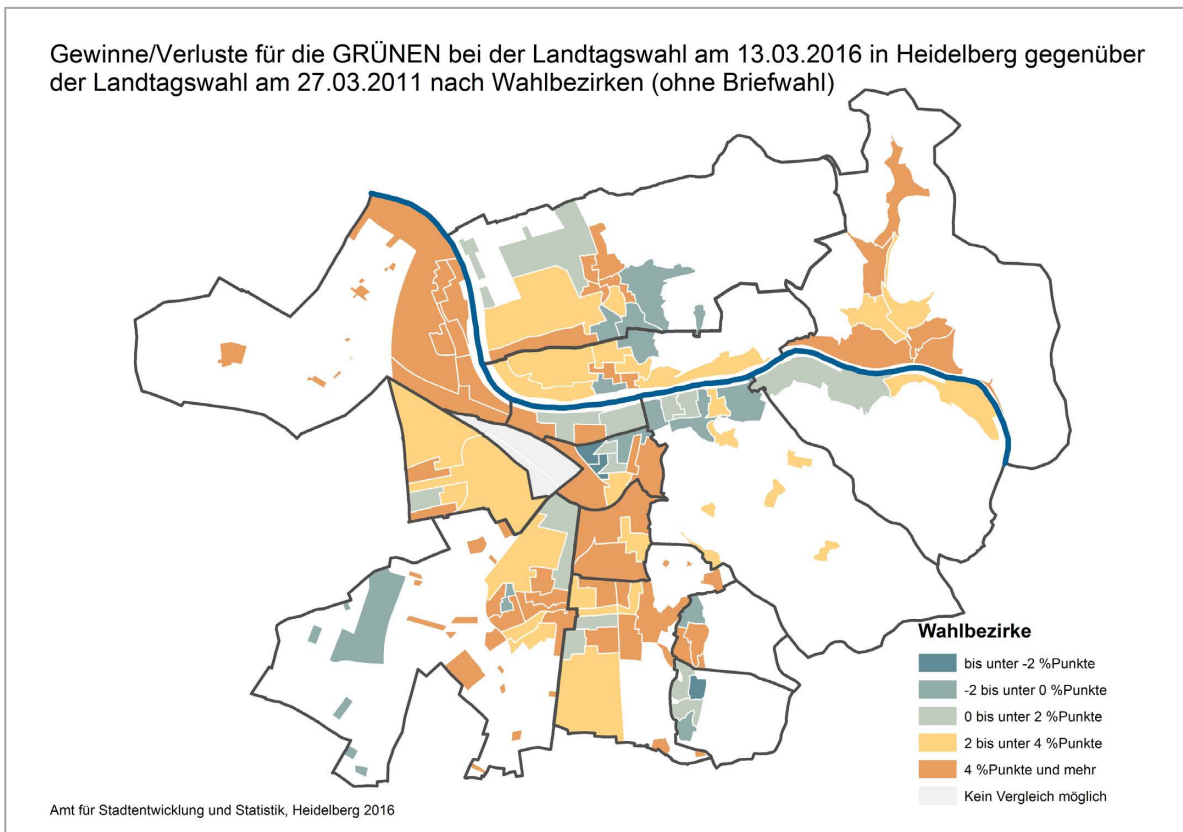 Gewinne/Verluste für die GRÜNEN bei der Landtagswahl am 13.03.2016 in Heidelberg gegenüber
der Landtagswahl am 27.03.2011 nach Wahlbezirken (ohne Briefwahl)
Wahlbezirke
bis unter -2 %Punkte
-2 bis unter 0 %Punkte
0 bis unter 2 %Punkte
2 bis unter 4 %Punkte
4 %Punkte und mehr
Kein Vergleich möglich
Amt für Stadtentwicklung und Statistik, Heidelberg 2016